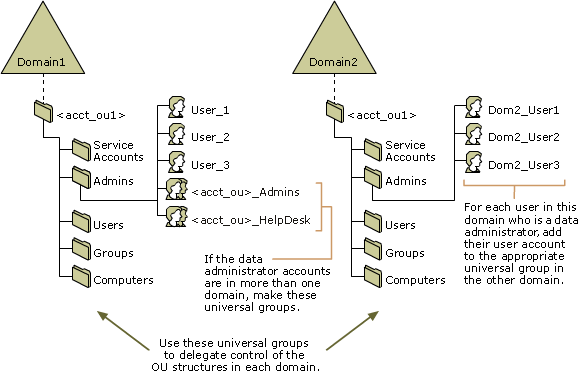 Domain1
<acct_ou1>
Service
Accounts
Admins
Users
Groups
Computers
User_1
User_2
User_3
<acct_ou>_Admins
<acct_ou>_HelpDesk
If the data
administrator accounts
are in more than one
domain, make these
universal groups.
Domain2
<acct_ou1>
Service
Accounts
Admins
Users
Groups
Computers
Dom2_User1
Dom2_User2
Dom2_User3
For each user in this
domain who is a data
administrator, add
their user account
to the appropriate
universal group in
the other domain.
Use these universal groups
to delegate control of the
OU structures in each domain.